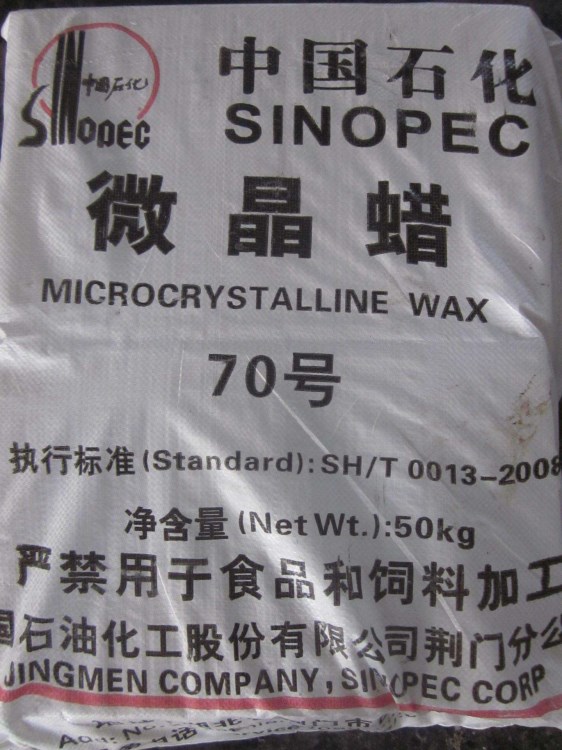 中国石化
SINOPEC
中国石化
SINOPEC
微晶蜡
MICROCRYSTALLINE WAX
70号
执行标准(Standard):SH/T 0013-2008
净含量(Net Wt.):50kg
严禁用于食品和饲料加工
国石油化工股份有限公司荆门分公
JINGMEN COMPANY, SINOPEC CORP